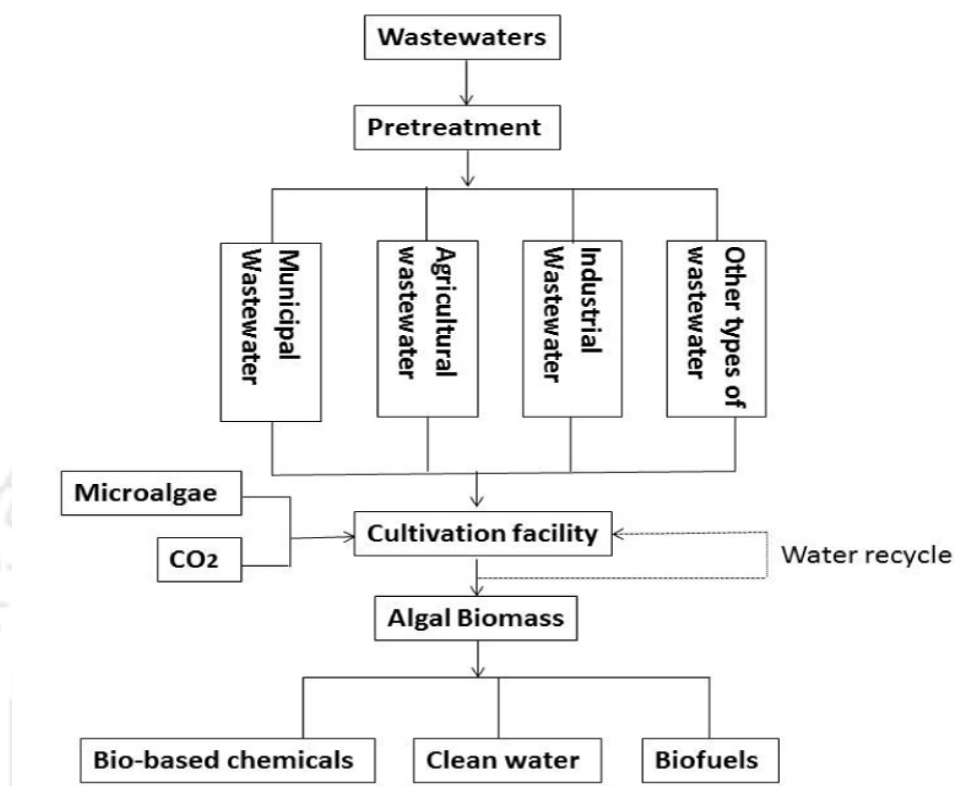 Wastewaters
Pretreatment
Municipal
Wastewater
Agricultural
wastewater
Industrial
Wastewater
Other types of
wastewater
Microalgae
CO2
Cultivation facility
Water recycle
Algal Biomass
Bio-based chemicals
Clean water
Biofuels